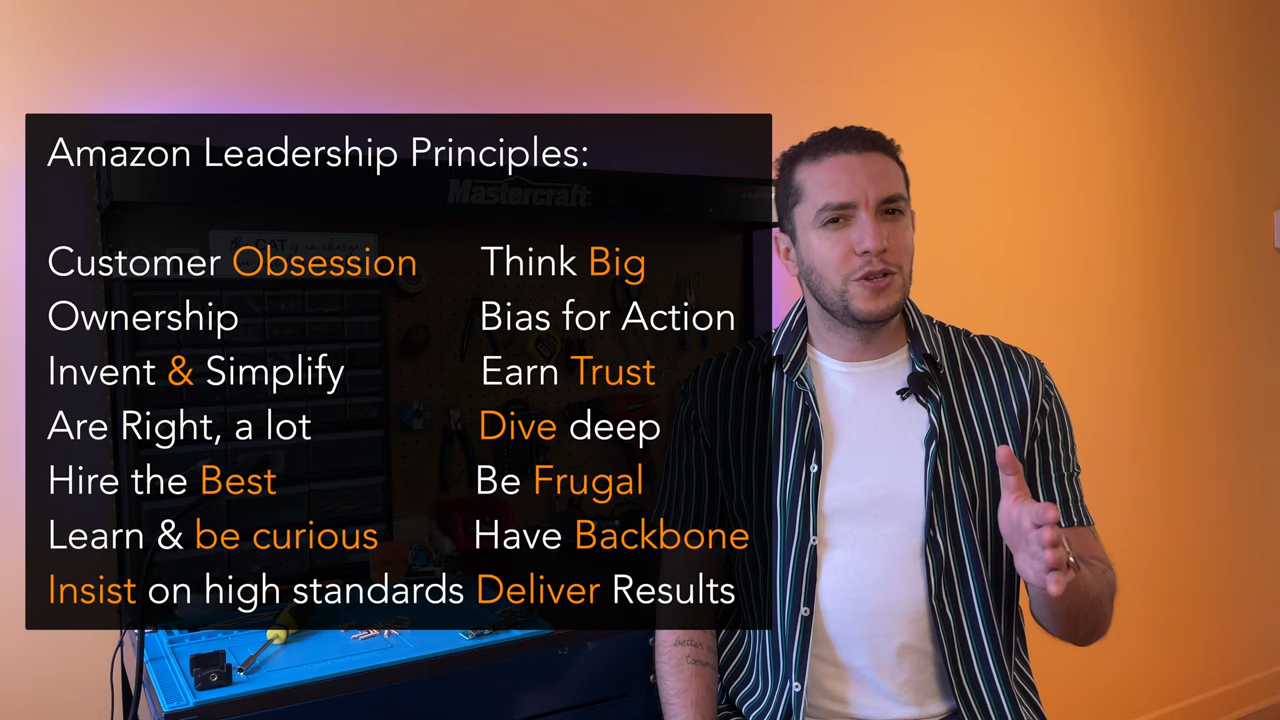 Amazon Leadership Principles:
Mastercraft
Customer Obsession
Ownership
Invent & Simplify
Are Right, a lot
Hire the Best
Learn & be curious
Insist on high standards
Think Big
Bias for Action
Earn Trust
Dive deep
Be Frugal
Have Backbone
Deliver Results
better